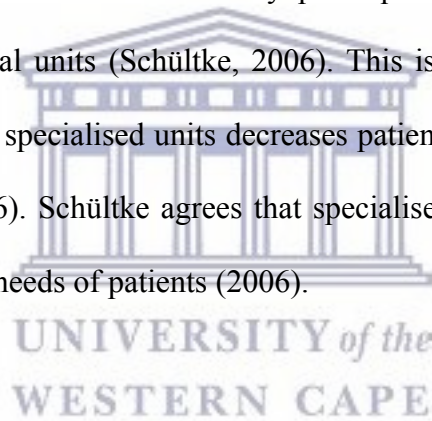 al units (Schültke, 2006). This is
specialised units decreases patien
6). Schültke agrees that specialise
needs of patients (2006).
UNIVERSITY of the
WESTERN CAPE